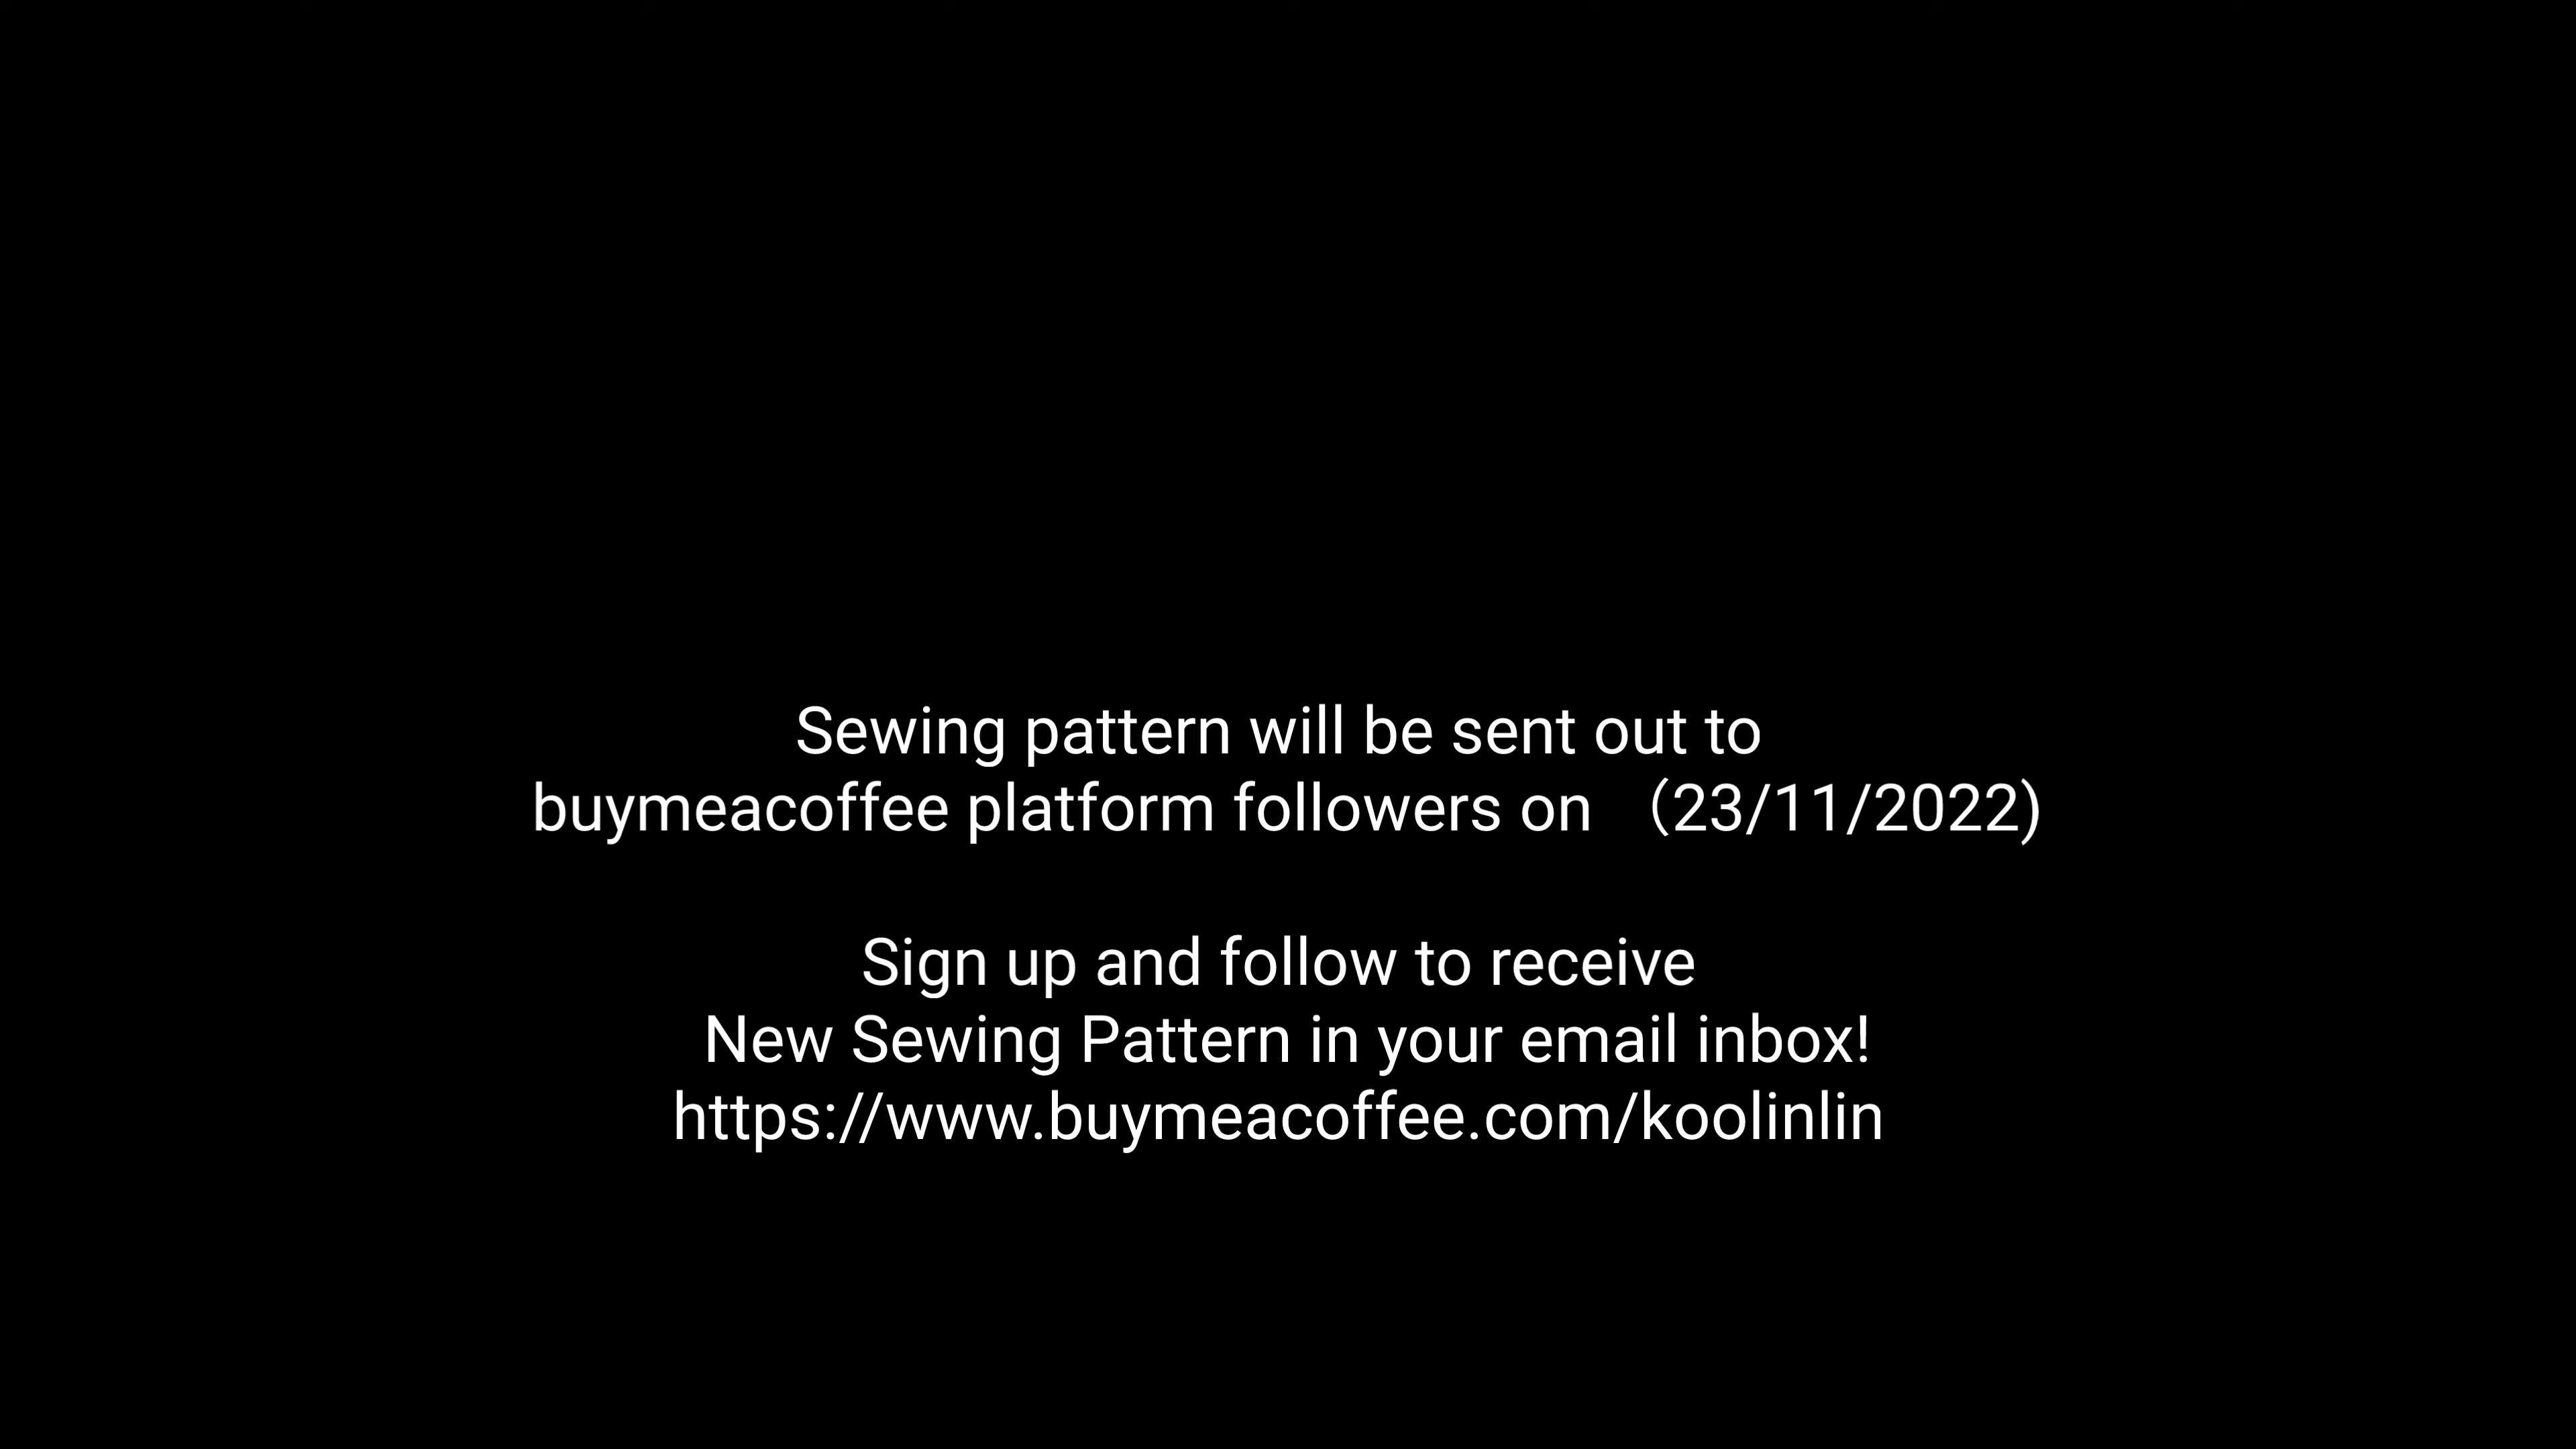 Sewing pattern will be sent out to
buymeacoffee platform followers on （23/11/2022)
Sign up and follow to receive
New Sewing Pattern in your email inbox!
https://www.buymeacoffee.com/koolinlin